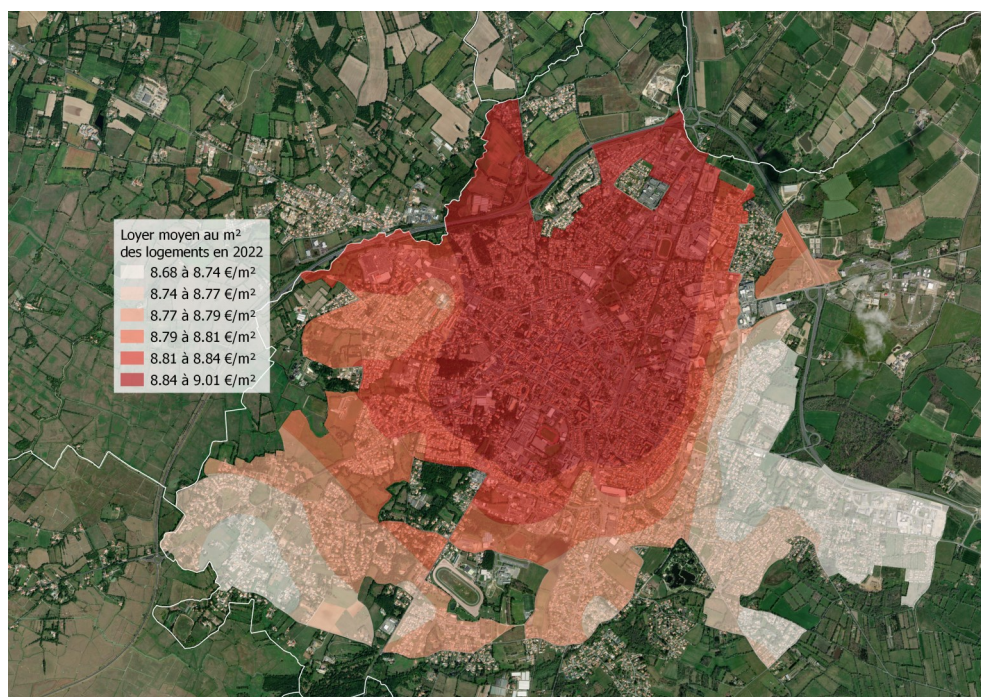 Loyer moyen au m²
des logements en 2022
8.68 à 8.74 €/m²
8.74 à 8.77 €/m²
8.77 à 8.79 €/m²
8.79 à 8.81 €/m²
8.81 à 8.84 €/m²
8.84 à 9.01 €/m²